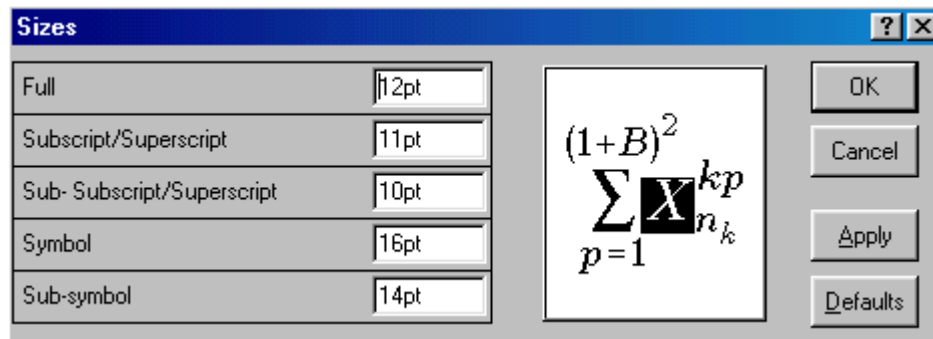 Sizes
Full 12pt
Subscript/Superscript 11pt
Sub- Subscript/Superscript 10pt
Symbol 16pt
Sub-symbol 14pt
(1+B)²
∑ X kp
n k
p=1
OK
Cancel
Apply
Defaults